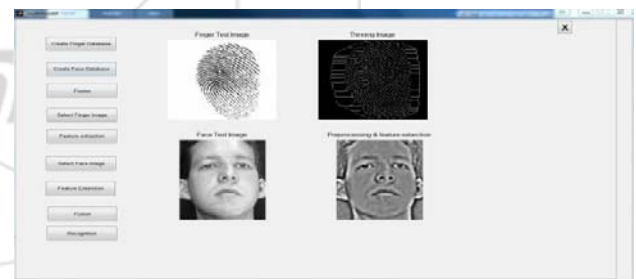 Finger Test Image
Thinning Image
X
Create Finger Database
Create Face Database
Fusion
Select Finger Image
Feature extraction
Face Test Image
Preprocessing & feature extraction
Select Face Image
Feature Extraction
Fusion
Recognition